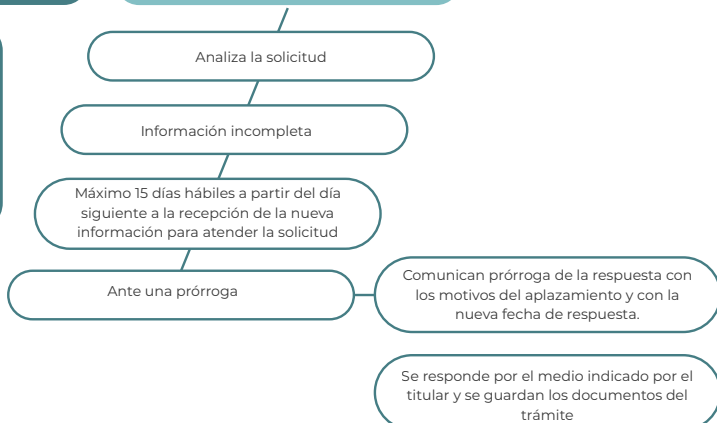 Analiza la solicitud
Información incompleta
Máximo 15 días hábiles a partir del día
siguiente a la recepción de la nueva
información para atender la solicitud
Ante una prórroga
Comunican prórroga de la respuesta con
los motivos del aplazamiento y con la
nueva fecha de respuesta.
Se responde por el medio indicado por el
titular y se guardan los documentos del
trámite